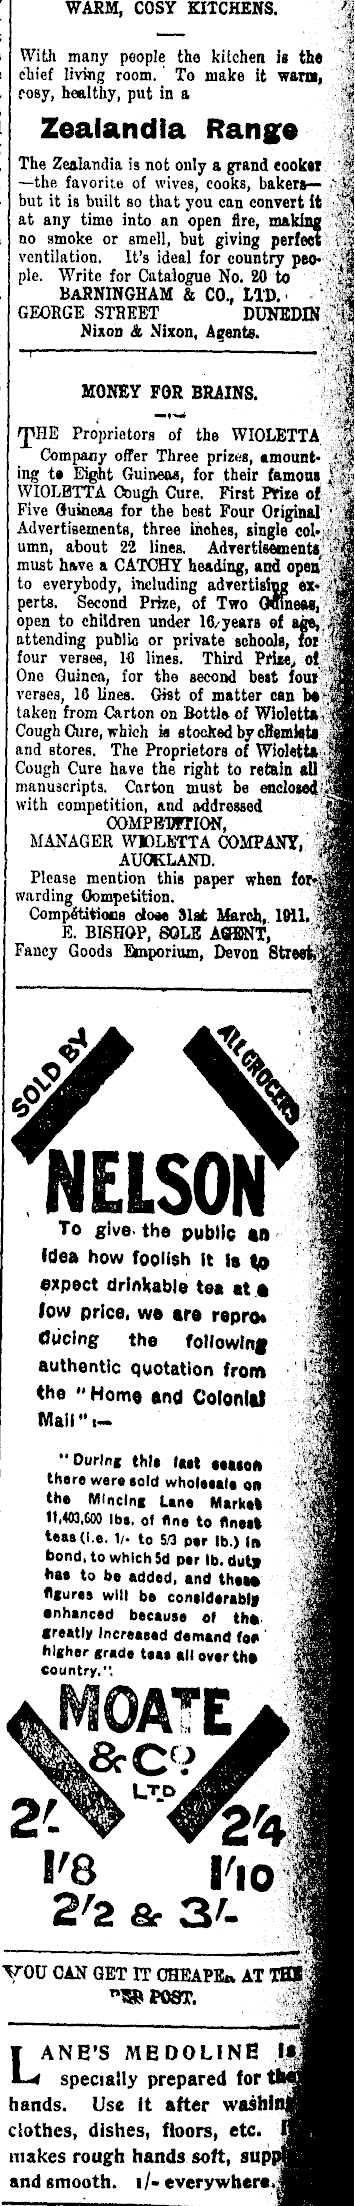 WARM, COSY KITCHENS.
With many people the kitchen is the
chief living room. To make it warm,
cosy, healthy, put in a
Zealandia Range
The Zealandia is not only a grand cooker
—the favorite of wives, cooks, bakers—
but it is built so that you can convert it
at any time into an open fire, making
no smoke or smell, but giving perfect
ventilation. It's ideal for country peo-
ple. Write for Catalogue No. 20 to
BARNINGHAM & CO., LTD.
GEORGE STREET DUNEDIN
Nixon & Nixon, Agents.
MONEY FOR BRAINS.
THE Proprietors of the WIOLETTA
Company offer Three prizes, amount-
ing to Eight Guineas, for their famous
WIOLETTA Cough Cure. First Prize of
Five Guineas for the best Four Original
Advertisements, three inches, single col-
umn, about 22 lines. Advertisements
must have a CATCHY heading, and open
to everybody, including advertising ex-
perts. Second Prize, of Two Guineas,
open to children under 16 years of age,
attending public or private schools, for
four verses, 16 lines. Third Prize, of
One Guinea, for the second best four
verses, 16 lines. Gist of matter can be
taken from Carton on Bottle of Wioletta
Cough Cure, which is stocked by chemists
and stores. The Proprietors of Wioletta
Cough Cure have the right to retain all
manuscripts. Carton must be enclosed
with competition, and addressed
COMPETITION,
MANAGER WIOLETTA COMPANY,
AUCKLAND.
Please mention this paper when for-
warding Competition.
Competitions close 31st March, 1911.
E. BISHOP, SOLE AGENT,
Fancy Goods Emporium, Devon Street.
SOLD BY ALL GROCERS
NELSON
To give the public an
idea how foolish it is to
expect drinkable tea at a
low price, we are repro-
ducing the following
authentic quotation from
the "Home and Colonial
Mail":—
"During this last season
there were sold wholesale on
the Mincing Lane Market
11,403,600 lbs. of fine to finest
teas (i.e. 1/- to 5/3 per lb.) in
bond, to which 5d per lb. duty
has to be added, and these
figures will be considerably
enhanced because of the
greatly increased demand for
higher grade teas all over the
country."
MOATE
& Co.
LTD
2/- 2/4
1/8 1/10
2/2 & 3/-
YOU CAN GET IT CHEAPER AT THE
POST.
LANE'S MEDOLINE is
specially prepared for the
hands. Use it after washing
clothes, dishes, floors, etc. It
makes rough hands soft, supp
and smooth. 1/- everywhere.